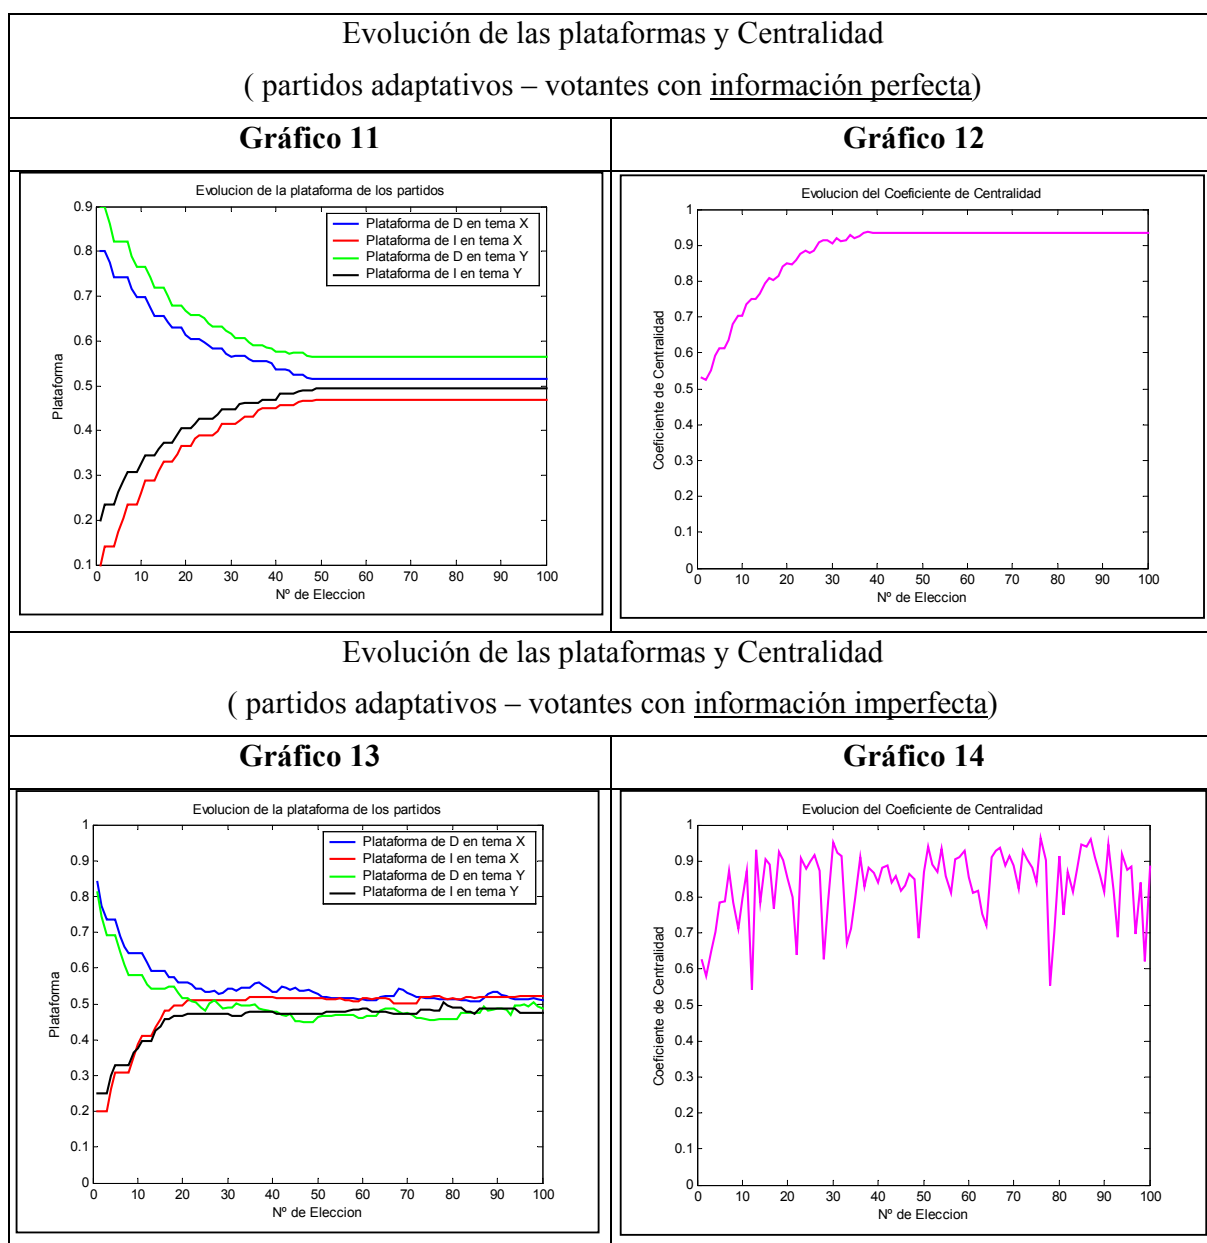 Evolución de las plataformas y Centralidad
( partidos adaptativos – votantes con información perfecta)
Gráfico 11
Gráfico 12
Evolucion de la plataforma de los partidos
Plataforma de D en tema X
Plataforma de I en tema X
Plataforma de D en tema Y
Plataforma de I en tema Y
Plataforma
0.9
0.8
0.7
0.6
0.5
0.4
0.3
0.2
0.1
0 10 20 30 40 50 60 70 80 90 100
Nº de Eleccion
Evolucion del Coeficiente de Centralidad
Coeficiente de Centralidad
1
0.9
0.8
0.7
0.6
0.5
0.4
0.3
0.2
0.1
0
0 10 20 30 40 50 60 70 80 90 100
Nº de Eleccion
Evolución de las plataformas y Centralidad
( partidos adaptativos – votantes con información imperfecta)
Gráfico 13
Gráfico 14
Evolucion de la plataforma de los partidos
Plataforma de D en tema X
Plataforma de I en tema X
Plataforma de D en tema Y
Plataforma de I en tema Y
Plataforma
1
0.9
0.8
0.7
0.6
0.5
0.4
0.3
0.2
0.1
0
0 10 20 30 40 50 60 70 80 90 100
Nº de Eleccion
Evolucion del Coeficiente de Centralidad
Coeficiente de Centralidad
1
0.9
0.8
0.7
0.6
0.5
0.4
0.3
0.2
0.1
0
0 10 20 30 40 50 60 70 80 90 100
Nº de Eleccion